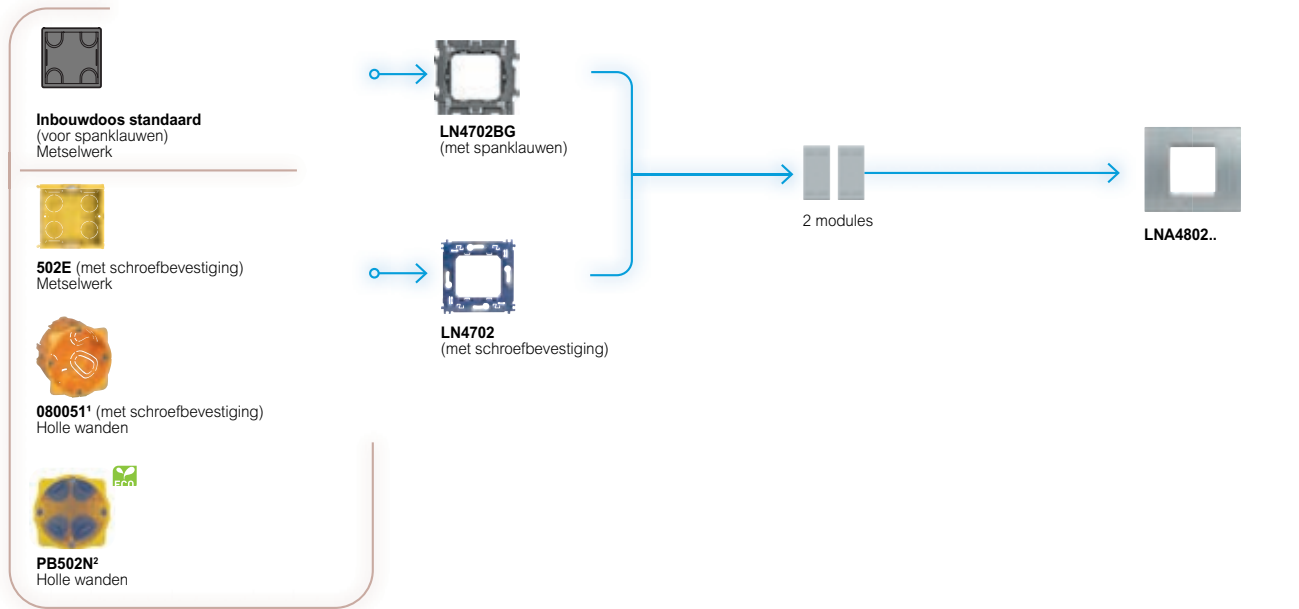 Inbouwdoos standaard
(voor spanklauwen)
Metselwerk
502E (met schroefbevestiging)
Metselwerk
080051¹ (met schroefbevestiging)
Holle wanden
ECO
PB502N²
Holle wanden
LN4702BG
(met spanklauwen)
LN4702
(met schroefbevestiging)
2 modules
LNA4802..